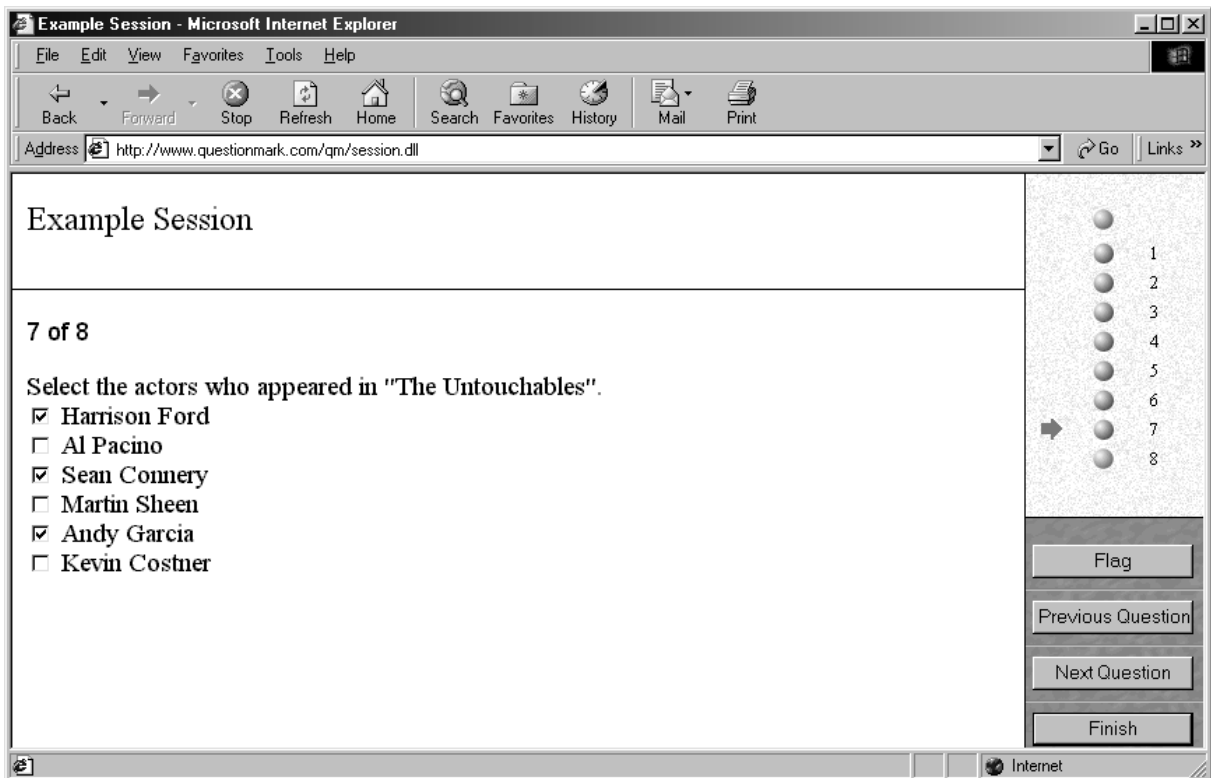 Example Session - Microsoft Internet Explorer
File Edit View Favorites Tools Help
Back Forward Stop Refresh Home Search Favorites History Mail Print
Address http://www.questionmark.com/qm/session.dll Go Links »
Example Session
1
2
3
4
5
6
7
8
7 of 8
Select the actors who appeared in "The Untouchables".
Harrison Ford
Al Pacino
Sean Connery
Martin Sheen
Andy Garcia
Kevin Costner
Flag
Previous Question
Next Question
Finish
Internet